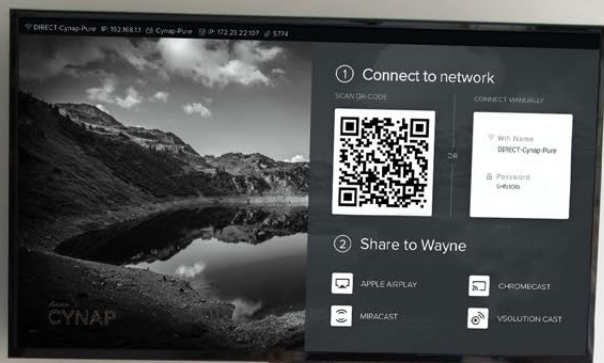 DIRECT-Cynap-Pure IP: 192.168.1.1 Cynap-Pure IP: 172.23.22.107 5774
1 Connect to network
SCAN QR-CODE
OR
CONNECT MANUALLY
Wifi Name
DIRECT-Cynap-Pure
Password
2 Share to Wayne
APPLE AIRPLAY
CHROMECAST
MIRACAST
VSOLUTION CAST
CYNAP